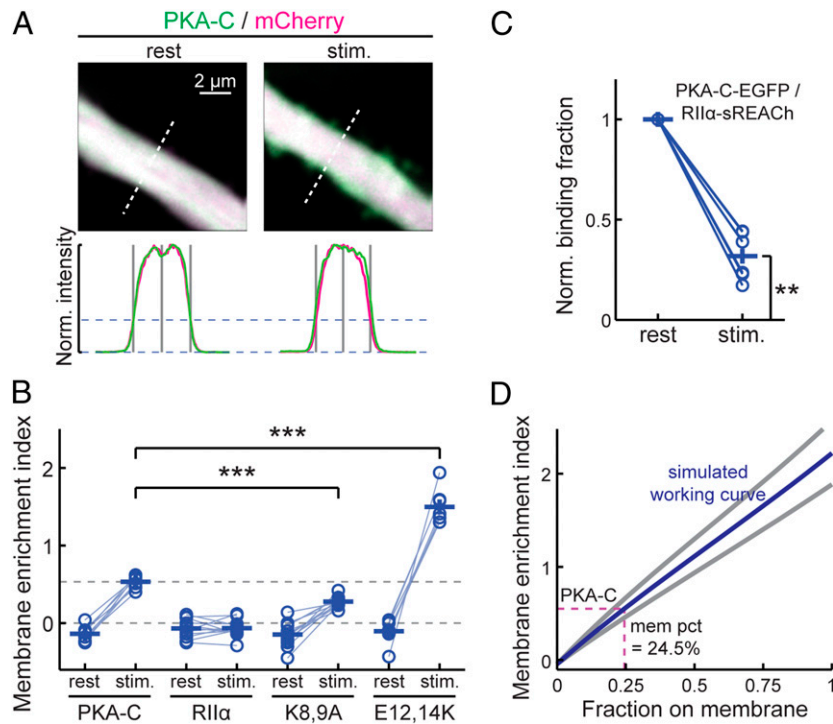 A
PKA-C / mCherry
rest
stim.
2 µm
Norm. intensity
B
Membrane enrichment index
2
1
0
***
***
rest
stim.
rest
stim.
rest
stim.
rest
stim.
PKA-C
RIIα
K8,9A
E12,14K
C
Norm. binding fraction
1
0.5
0
PKA-C-EGFP /
RIIα-sREACh
**
rest
stim.
D
Membrane enrichment index
2
1
0
simulated
working curve
PKA-C
mem pct
= 24.5%
0
0.25
0.5
0.75
1
Fraction on membrane